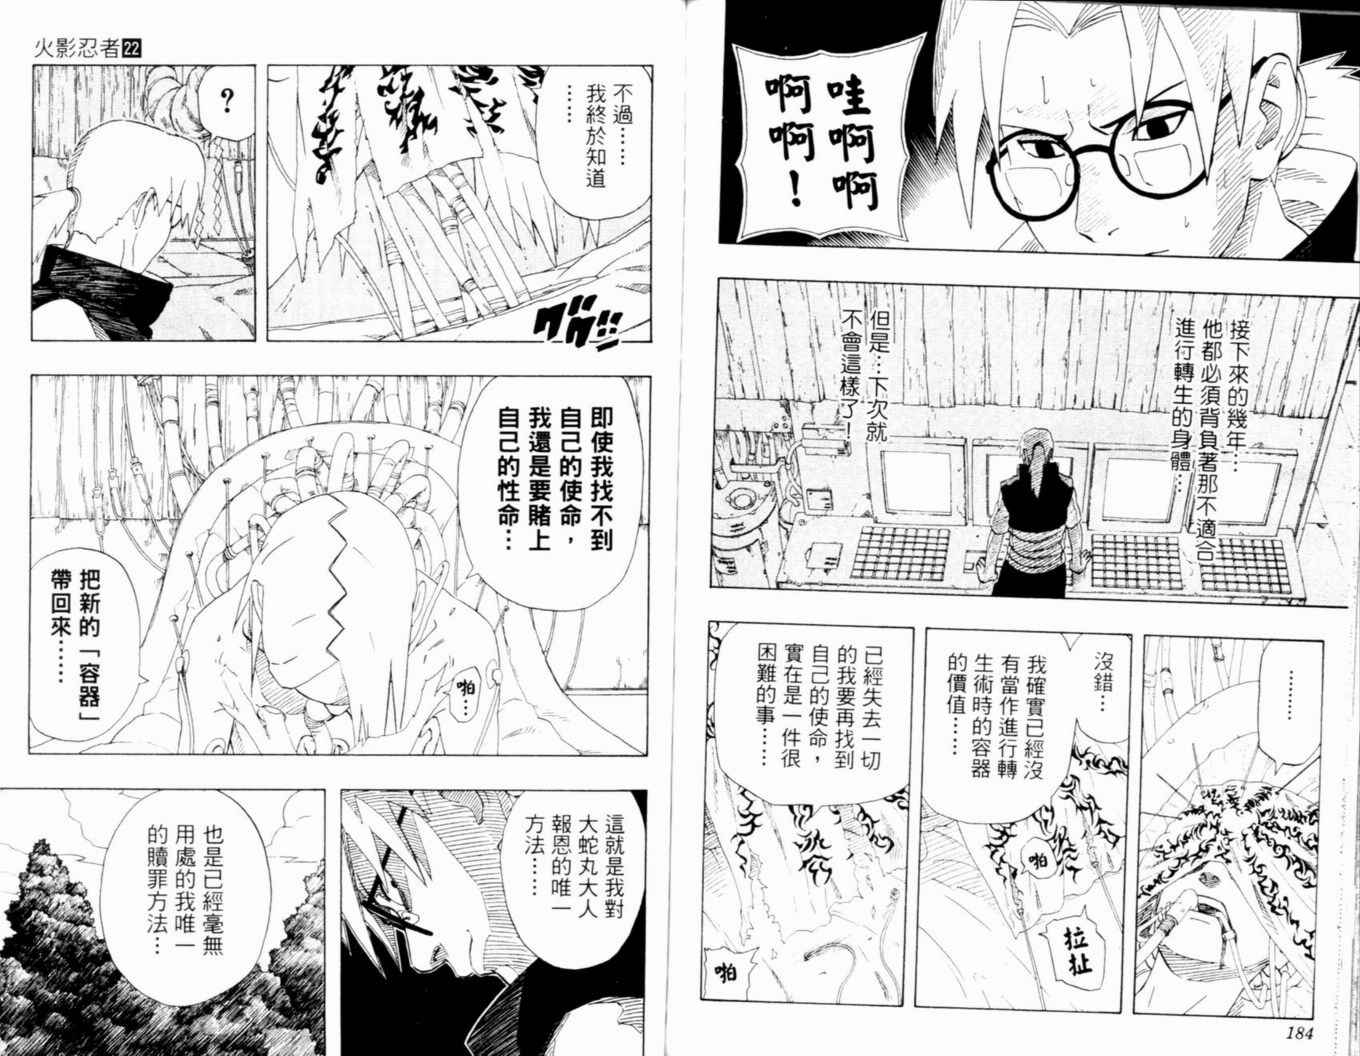 哇啊啊
啊啊！
接下來的幾年…
他都必須背負著那不適合
進行轉生的身體…
但是…下次就
不會這樣了！
………
沒錯…
我確實已經沒
有當作進行轉
生術時的容器
的價值……
啪
拉扯
已經失去一切
的我要再找到
自己的使命，
實在是一件很
困難的事……
啪
184
火影忍者22
不過……
我終於知道
……
ググ!!
？
即使我找不到
自己的使命，
我還是要賭上
自己的性命…
啪…
把新的「容器」
帶回來……
這就是我對
大蛇丸大人
報恩的唯一
方法……
也是已經毫無
用處的我唯一
的贖罪方法…